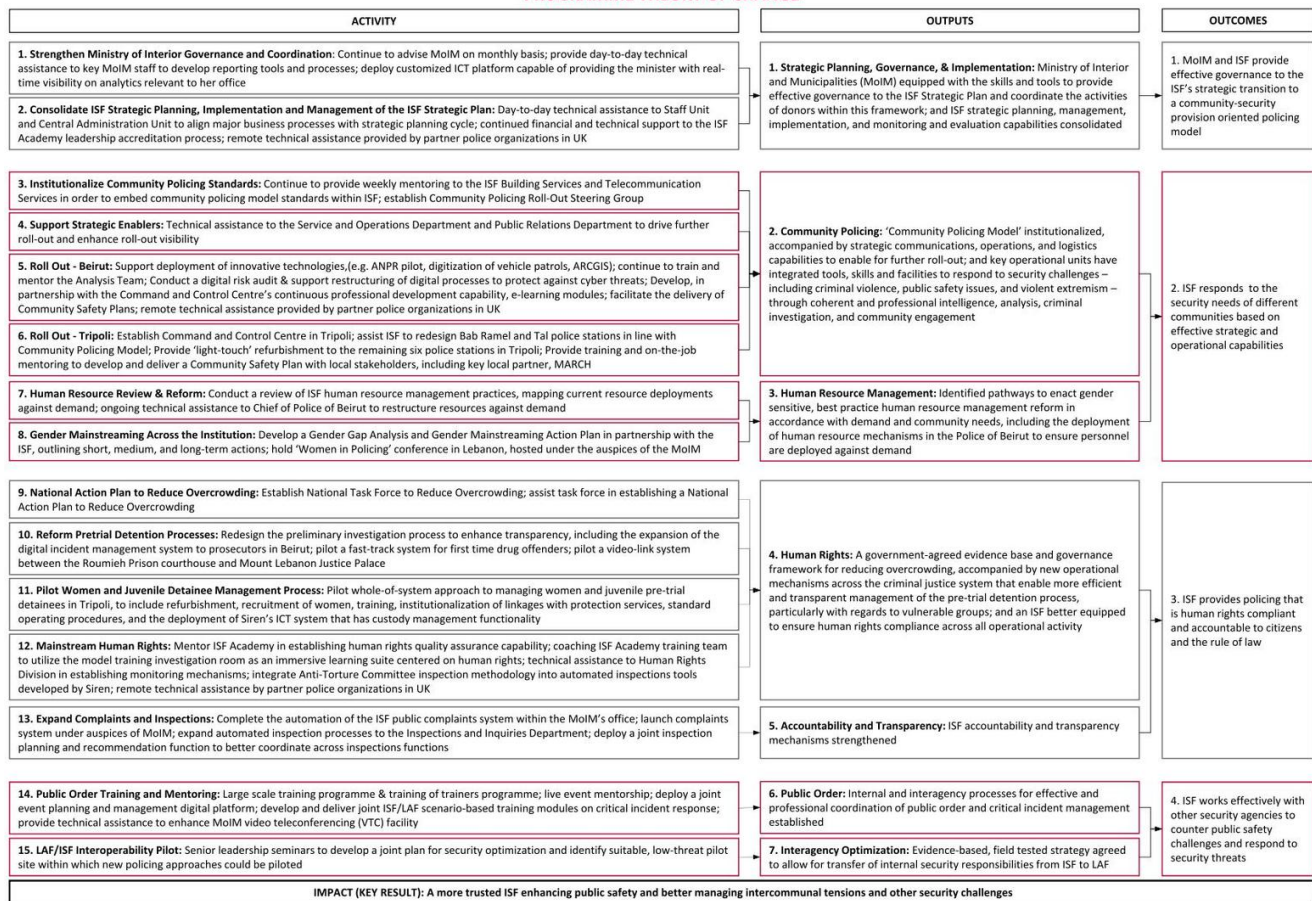 ACTIVITY
OUTPUTS
OUTCOMES
1. Strengthen Ministry of Interior Governance and Coordination: Continue to advise MoIM on monthly basis; provide day-to-day technical
assistance to key MoIM staff to develop reporting tools and processes; deploy customized ICT platform capable of providing the minister with real-
time visibility on analytics relevant to her office
2. Consolidate ISF Strategic Planning, Implementation and Management of the ISF Strategic Plan: Day-to-day technical assistance to Staff Unit
and Central Administration Unit to align major business processes with strategic planning cycle; continued financial and technical support to the ISF
Academy leadership accreditation process; remote technical assistance provided by partner police organizations in UK
1. Strategic Planning, Governance, & Implementation: Ministry of Interior
and Municipalities (MoIM) equipped with the skills and tools to provide
effective governance to the ISF Strategic Plan and coordinate the activities
of donors within this framework; and ISF strategic planning, management,
implementation, and monitoring and evaluation capabilities consolidated
1. MoIM and ISF provide
effective governance to the
ISF's strategic transition to
a community-security
provision oriented policing
model
3. Institutionalize Community Policing Standards: Continue to provide weekly mentoring to the ISF Building Services and Telecommunication
Services in order to embed community policing model standards within ISF; establish Community Policing Roll-Out Steering Group
4. Support Strategic Enablers: Technical assistance to the Service and Operations Department and Public Relations Department to drive further
roll-out and enhance roll-out visibility
5. Roll Out - Beirut: Support deployment of innovative technologies,(e.g. ANPR pilot, digitization of vehicle patrols, ARCGIS); continue to train and
mentor the Analysis Team; Conduct a digital risk audit & support restructuring of digital processes to protect against cyber threats; Develop, in
partnership with the Command and Control Centre's continuous professional development capability, e-learning modules; facilitate the delivery of
Community Safety Plans; remote technical assistance provided by partner police organizations in UK
6. Roll Out - Tripoli: Establish Command and Control Centre in Tripoli; assist ISF to redesign Bab Ramel and Tal police stations in line with
Community Policing Model; Provide 'light-touch' refurbishment to the remaining six police stations in Tripoli; Provide training and on-the-job
mentoring to develop and deliver a Community Safety Plan with local stakeholders, including key local partner, MARCH
2. Community Policing: 'Community Policing Model' institutionalized,
accompanied by strategic communications, operations, and logistics
capabilities to enable for further roll-out; and key operational units have
integrated tools, skills and facilities to respond to security challenges –
including criminal violence, public safety issues, and violent extremism –
through coherent and professional intelligence, analysis, criminal
investigation, and community engagement
7. Human Resource Review & Reform: Conduct a review of ISF human resource management practices, mapping current resource deployments
against demand; ongoing technical assistance to Chief of Police of Beirut to restructure resources against demand
8. Gender Mainstreaming Across the Institution: Develop a Gender Gap Analysis and Gender Mainstreaming Action Plan in partnership with the
ISF, outlining short, medium, and long-term actions; hold 'Women in Policing' conference in Lebanon, hosted under the auspices of the MoIM
3. Human Resource Management: Identified pathways to enact gender
sensitive, best practice human resource management reform in
accordance with demand and community needs, including the deployment
of human resource mechanisms in the Police of Beirut to ensure personnel
are deployed against demand
2. ISF responds to the
security needs of different
communities based on
effective strategic and
operational capabilities
9. National Action Plan to Reduce Overcrowding: Establish National Task Force to Reduce Overcrowding; assist task force in establishing a National
Action Plan to Reduce Overcrowding
10. Reform Pretrial Detention Processes: Redesign the preliminary investigation process to enhance transparency, including the expansion of the
digital incident management system to prosecutors in Beirut; pilot a fast-track system for first time drug offenders; pilot a video-link system
between the Roumieh Prison courthouse and Mount Lebanon Justice Palace
11. Pilot Women and Juvenile Detainee Management Process: Pilot whole-of-system approach to managing women and juvenile pre-trial
detainees in Tripoli, to include refurbishment, recruitment of women, training, institutionalization of linkages with protection services, standard
operating procedures, and the deployment of Siren's ICT system that has custody management functionality
12. Mainstream Human Rights: Mentor ISF Academy in establishing human rights quality assurance capability; coaching ISF Academy training team
to utilize the model training investigation room as an immersive learning suite centered on human rights; technical assistance to Human Rights
Division in establishing monitoring mechanisms; integrate Anti-Torture Committee inspection methodology into automated inspections tools
developed by Siren; remote technical assistance by partner police organizations in UK
4. Human Rights: A government-agreed evidence base and governance
framework for reducing overcrowding, accompanied by new operational
mechanisms across the criminal justice system that enable more efficient
and transparent management of the pre-trial detention process,
particularly with regards to vulnerable groups; and an ISF better equipped
to ensure human rights compliance across all operational activity
13. Expand Complaints and Inspections: Complete the automation of the ISF public complaints system within the MoIM's office; launch complaints
system under auspices of MoIM; expand automated inspection processes to the Inspections and Inquiries Department; deploy a joint inspection
planning and recommendation function to better coordinate across inspections functions
5. Accountability and Transparency: ISF accountability and transparency
mechanisms strengthened
3. ISF provides policing that
is human rights compliant
and accountable to citizens
and the rule of law
14. Public Order Training and Mentoring: Large scale training programme & training of trainers programme; live event mentorship; deploy a joint
event planning and management digital platform; develop and deliver joint ISF/LAF scenario-based training modules on critical incident response;
provide technical assistance to enhance MoIM video teleconferencing (VTC) facility
15. LAF/ISF Interoperability Pilot: Senior leadership seminars to develop a joint plan for security optimization and identify suitable, low-threat pilot
site within which new policing approaches could be piloted
6. Public Order: Internal and interagency processes for effective and
professional coordination of public order and critical incident management
established
7. Interagency Optimization: Evidence-based, field tested strategy agreed
to allow for transfer of internal security responsibilities from ISF to LAF
4. ISF works effectively with
other security agencies to
counter public safety
challenges and respond to
security threats
IMPACT (KEY RESULT): A more trusted ISF enhancing public safety and better managing intercommunal tensions and other security challenges